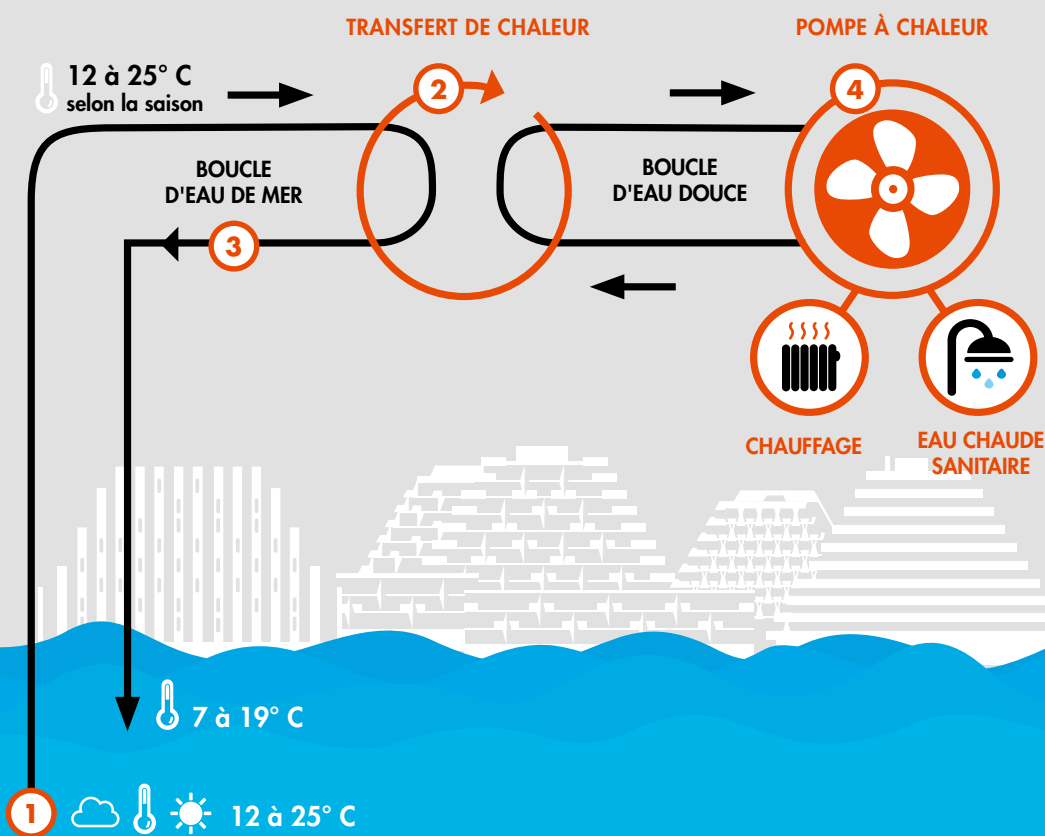 TRANSFERT DE CHALEUR
POMPE À CHALEUR
12 à 25° C
selon la saison
2
4
BOUCLE
D'EAU DE MER
BOUCLE
D'EAU DOUCE
3
CHAUFFAGE
EAU CHAUDE
SANITAIRE
7 à 19° C
1
12 à 25° C